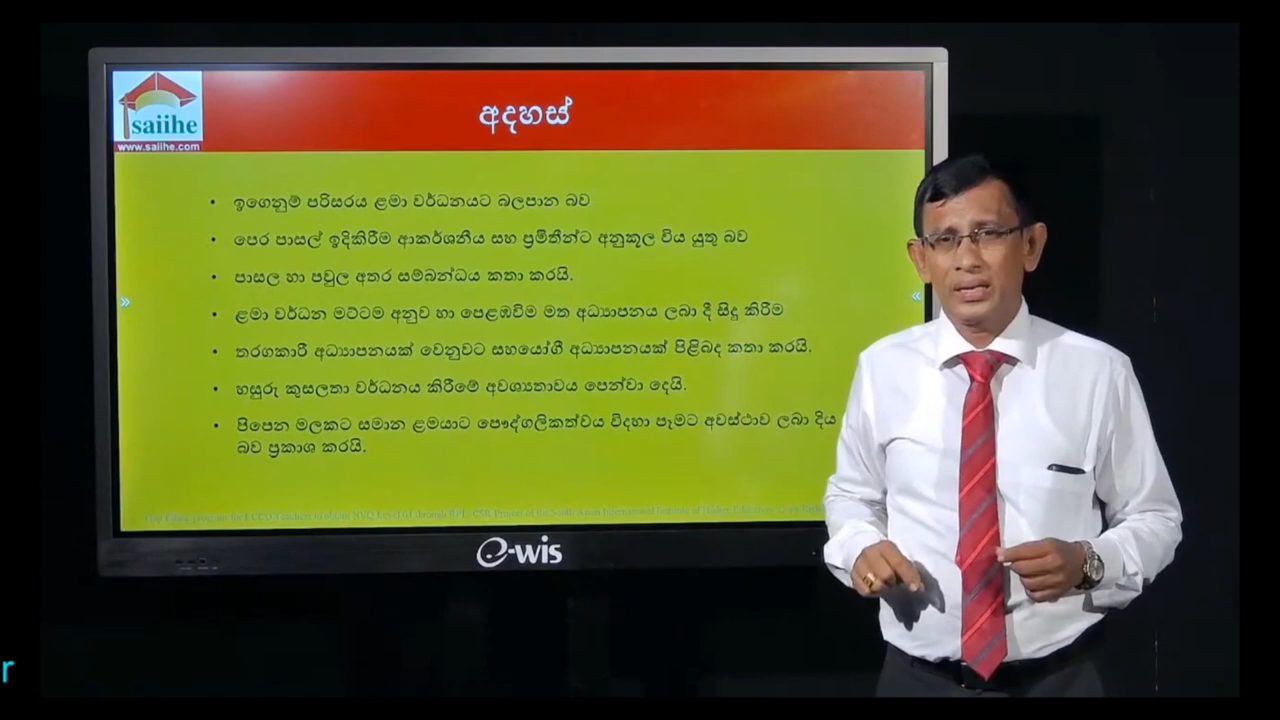 saiihe
www.saiihe.com
අදහස්
• ඉගෙනුම් පරිසරය ළමා වර්ධනයට බලපාන බව
• පෙර පාසල් ඉදිකිරීම ආකර්ශනීය සහ ප්‍රමිතීන්ට අනුකූල විය යුතු බව
• පාසල හා පවුල අතර සම්බන්ධය කතා කරයි.
• ළමා වර්ධන මට්ටම අනුව හා පෙළඹවීම මත අධ්‍යාපනය ලබා දී සිදු කිරීම
• තරගකාරී අධ්‍යාපනයක් වෙනුවට සහයෝගී අධ්‍යාපනයක් පිළිබද කතා කරයි.
• හසුරු කුසලතා වර්ධනය කිරීමේ අවශ්‍යතාවය පෙන්වා දෙයි.
• පිපෙන මලකට සමාන ළමයාට පෞද්ගලිකත්වය විදහා පෑමට අවස්ථාව ලබා දිය
බව ප්‍රකාශ කරයි.
e-wis
r